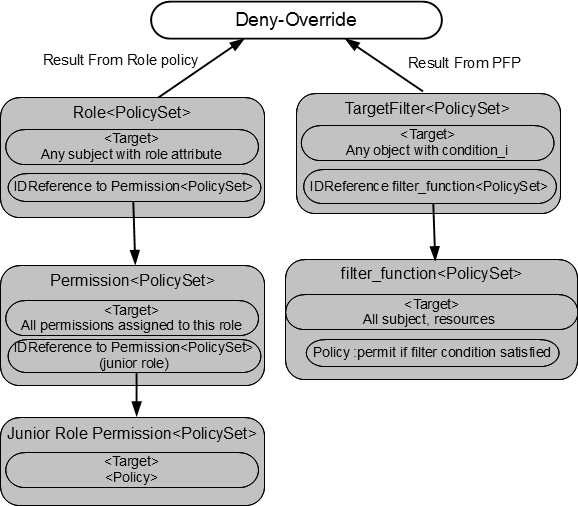 Deny-Override
Result From Role policy
Result From PFP
Role<PolicySet>
<Target>
Any subject with role attribute
IDReference to Permission<PolicySet>
TargetFilter<PolicySet>
<Target>
Any object with condition_i
IDReference filter_function<PolicySet>
Permission<PolicySet>
<Target>
All permissions assigned to this role
IDReference to Permission<PolicySet>
(junior role)
filter_function<PolicySet>
<Target>
All subject, resources
Policy :permit if filter condition satisfied
Junior Role Permission<PolicySet>
<Target>
<Policy>